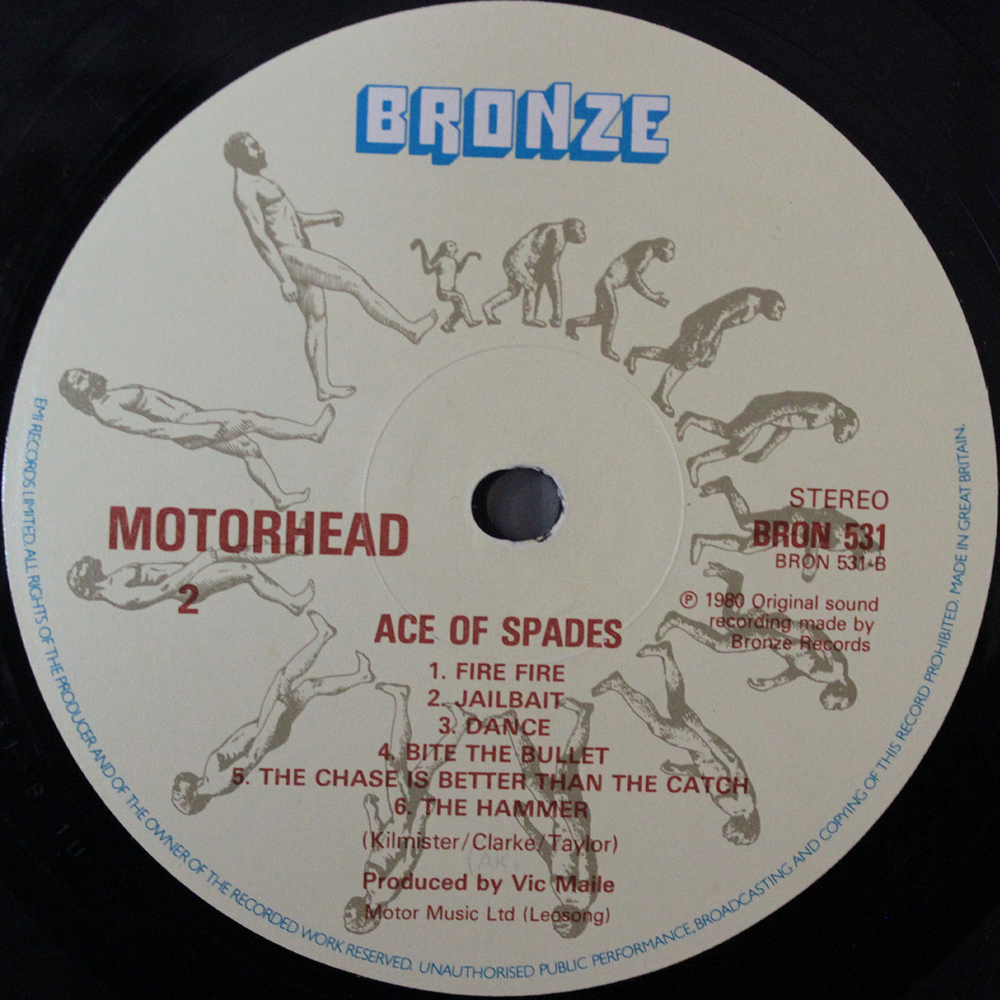 BRONZE
MOTORHEAD
2
STEREO
BRON 531
BRON 531-B
℗ 1980 Original sound
recording made by
Bronze Records
ACE OF SPADES
1. FIRE FIRE
2. JAILBAIT
3. DANCE
4. BITE THE BULLET
5. THE CHASE IS BETTER THAN THE CATCH
6. THE HAMMER
(Kilmister/Clarke/Taylor)
Produced by Vic Maile
Motor Music Ltd (Leosong)
EMI RECORDS LIMITED. ALL RIGHTS OF THE PRODUCER AND OF THE OWNER OF THE RECORDED WORK RESERVED. UNAUTHORISED PUBLIC PERFORMANCE, BROADCASTING AND COPYING OF THIS RECORD PROHIBITED. MADE IN GREAT BRITAIN.